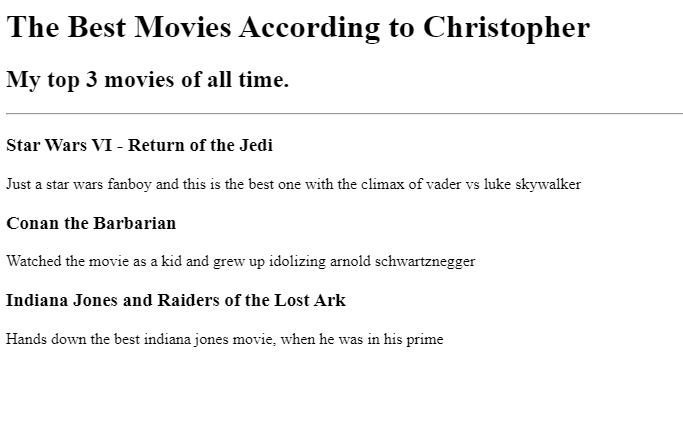 The Best Movies According to Christopher
My top 3 movies of all time.
Star Wars VI - Return of the Jedi
Just a star wars fanboy and this is the best one with the climax of vader vs luke skywalker
Conan the Barbarian
Watched the movie as a kid and grew up idolizing arnold schwartznegger
Indiana Jones and Raiders of the Lost Ark
Hands down the best indiana jones movie, when he was in his prime